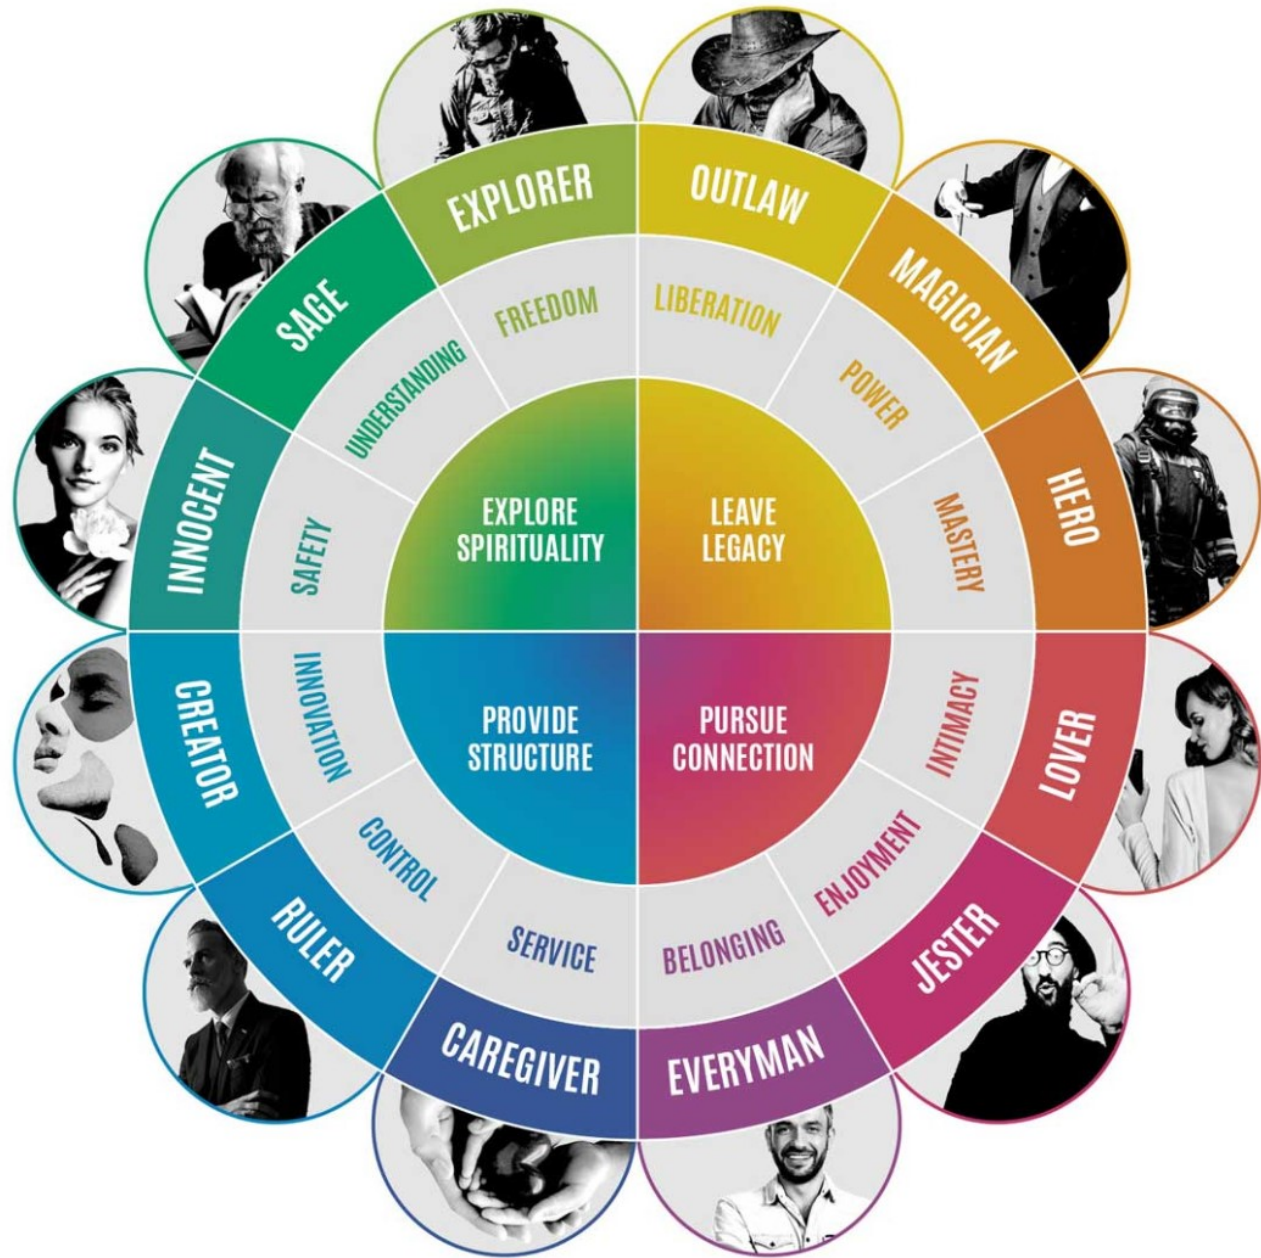 EXPLORER
OUTLAW
MAGICIAN
HERO
LOVER
JESTER
EVERYMAN
CAREGIVER
RULER
CREATOR
INNOCENT
SAGE
FREEDOM
LIBERATION
POWER
MASTERY
INTIMACY
ENJOYMENT
BELONGING
SERVICE
CONTROL
INNOVATION
SAFETY
UNDERSTANDING
EXPLORE
SPIRITUALITY
LEAVE
LEGACY
PROVIDE
STRUCTURE
PURSUE
CONNECTION